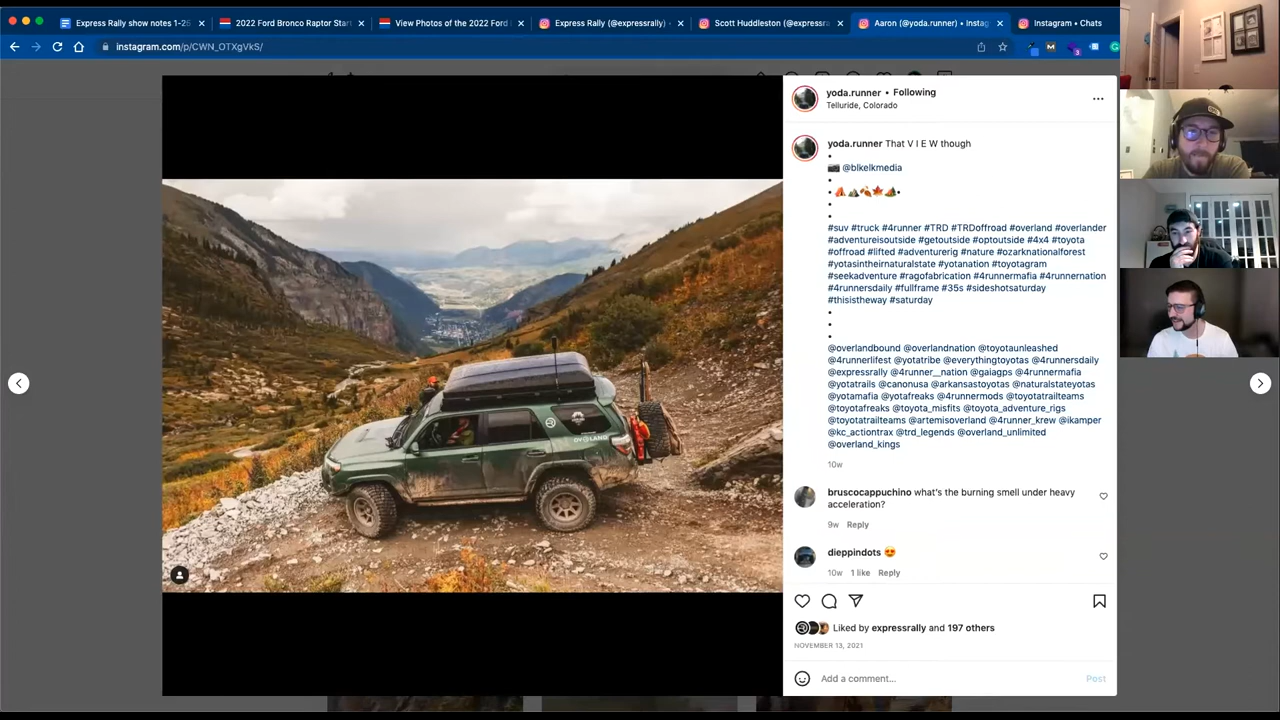 Express Rally show notes 1-25
2022 Ford Bronco Raptor Star
View Photos of the 2022 Ford
Express Rally (@expressrally)
Scott Huddleston (@expressra
Aaron (@yoda.runner) • Instag
Instagram • Chats
instagram.com/p/CWN_OTXgVkS/
yoda.runner • Following
Telluride, Colorado
yoda.runner That V I E W though
•
📷 @blkelkmedia
•
• 🏕🏔🍂🍁🏕•
•
•
#suv #truck #4runner #TRD #TRDoffroad #overland #overlander
#adventureisoutside #getoutside #optoutside #4x4 #toyota
#offroad #lifted #adventurerig #nature #ozarknationalforest
#yotasintheirnaturalstate #yotanation #toyotagram
#seekadventure #ragofabrication #4runnermafia #4runnernation
#4runnersdaily #fullframe #35s #sideshotsaturday
#thisistheway #saturday
•
•
•
@overlandbound @overlandnation @toyotaunleashed
@4runnerlifest @yotatribe @everythingtoyotas @4runnersdaily
@expressrally @4runner__nation @gaiagps @4runnermafia
@yotatrails @canonusa @arkansastoyotas @naturalstateyotas
@yotamafia @yotafreaks @4runnermods @toyotatrailteams
@toyotafreaks @toyota_misfits @toyota_adventure_rigs
@toyotatrailteams @artemisoverland @4runner_krew @ikamper
@kc_actiontrax @trd_legends @overland_unlimited
@overland_kings
10w
bruscocappuchino what's the burning smell under heavy
acceleration?
9w Reply
dieppindots 😍
10w 1 like Reply
Liked by expressrally and 197 others
NOVEMBER 13, 2021
Add a comment...
Post